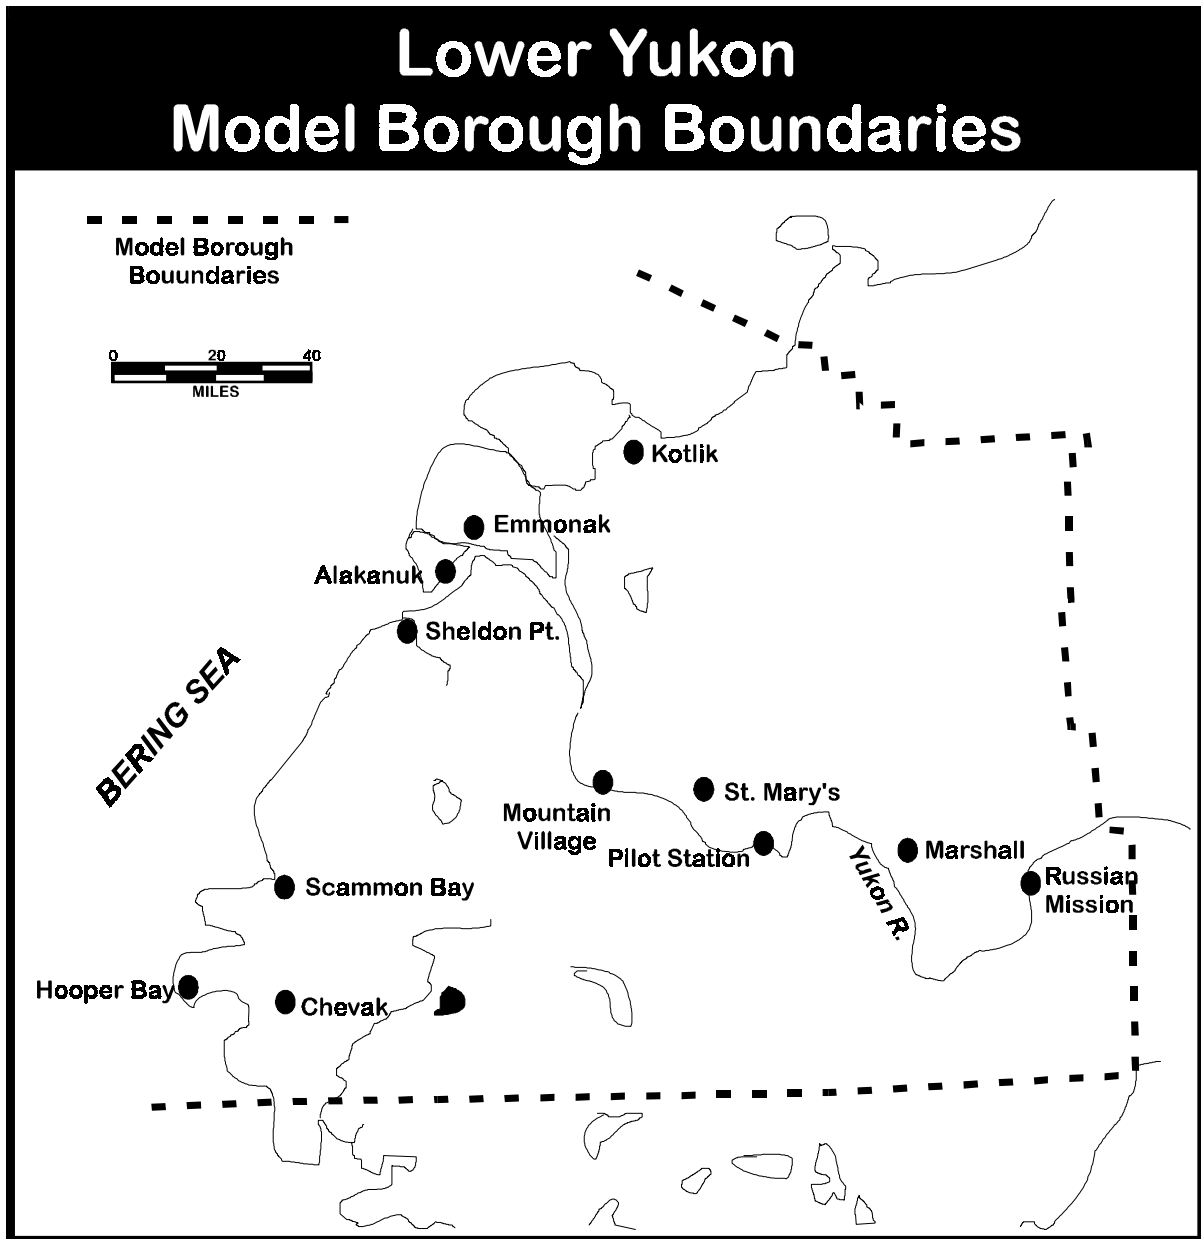 Lower Yukon
Model Borough Boundaries
Model Borough
Bouundaries
0 20 40
MILES
Kotlik
Emmonak
Alakanuk
Sheldon Pt.
BERING SEA
St. Mary's
Mountain
Village
Pilot Station
Marshall
Yukon R.
Russian
Mission
Scammon Bay
Hooper Bay
Chevak